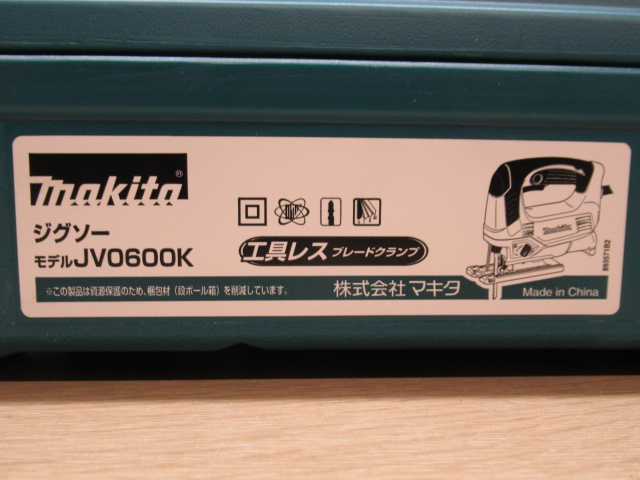 makita®
ジグソー
モデルJV0600K
工具レス ブレードクランプ
makita
893571B2
※この製品は資源保護のため、梱包材(段ボール箱)を削減しています。
株式会社 マキタ
Made in China